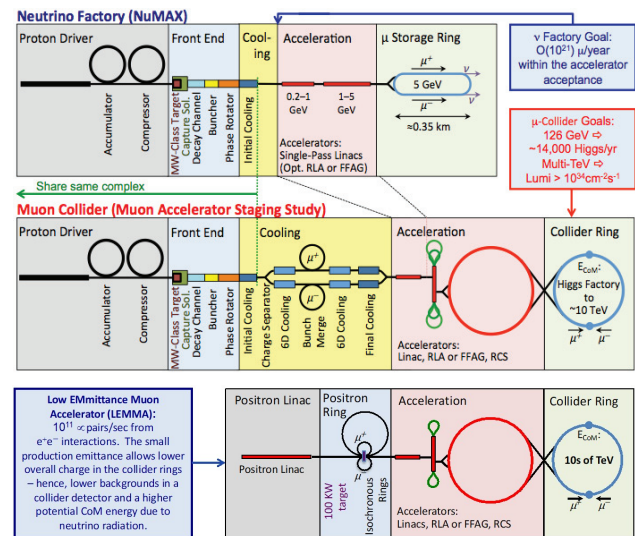 Neutrino Factory (NuMAX)
Proton Driver
Front End
Cool-
ing
Acceleration
μ Storage Ring
Accumulator
Compressor
MW-Class Target
Capture Sol.
Decay Channel
Buncher
Phase Rotator
Initial Cooling
0.2–1
GeV
1–5
GeV
Accelerators:
Single-Pass Linacs
(Opt. RLA or FFAG)
μ+
ν
5 GeV
μ−
ν
≈0.35 km
ν Factory Goal:
O(10²¹) μ/year
within the accelerator
acceptance
μ-Collider Goals:
126 GeV ⇨
~14,000 Higgs/yr
Multi-TeV ⇨
Lumi > 10³⁴cm⁻²s⁻¹
Share same complex
Muon Collider (Muon Accelerator Staging Study)
Proton Driver
Front End
Cooling
Acceleration
Collider Ring
Accumulator
Compressor
MW-Class Target
Capture Sol.
Decay Channel
Buncher
Phase Rotator
Initial Cooling
Charge Separator
6D Cooling
μ+
μ−
Bunch
Merge
6D Cooling
Final Cooling
Accelerators:
Linac, RLA or FFAG, RCS
ECoM:
Higgs Factory
to
~10 TeV
μ+ μ−
Low EMmittance Muon
Accelerator (LEMMA):
10¹¹ ∝pairs/sec from
e+e− interactions. The small
production emittance allows lower
overall charge in the collider rings
– hence, lower backgrounds in a
collider detector and a higher
potential CoM energy due to
neutrino radiation.
Positron Linac
Positron
Ring
Acceleration
Collider Ring
Positron Linac
μ+
μ−
100 KW
target
Isochronous
Rings
Accelerators:
Linacs, RLA or FFAG, RCS
ECoM:
10s of TeV
μ+ μ−